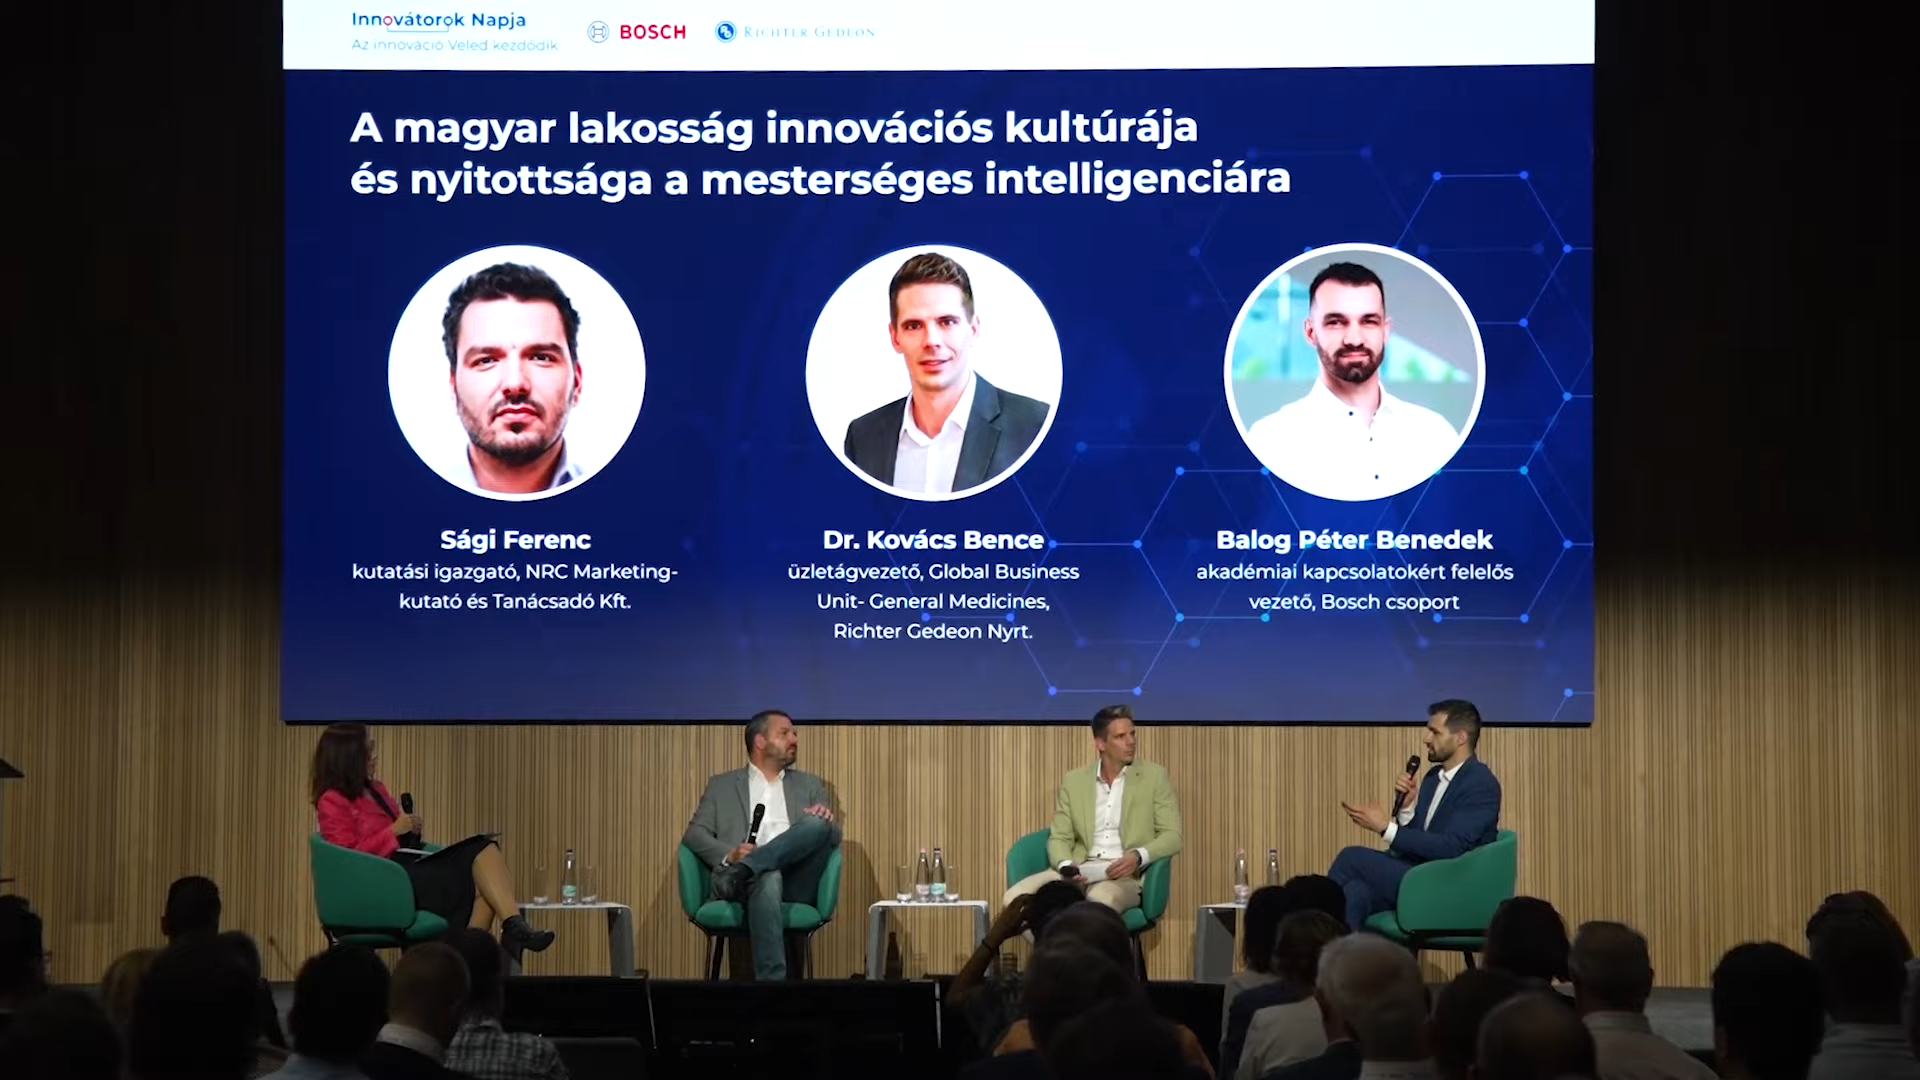 Innovátorok Napja
Az innováció Veled kezdődik
BOSCH
RICHTER GEDEON
A magyar lakosság innovációs kultúrája
és nyitottsága a mesterséges intelligenciára
Sági Ferenc
kutatási igazgató, NRC Marketing-
kutató és Tanácsadó Kft.
Dr. Kovács Bence
üzletágvezető, Global Business
Unit- General Medicines,
Richter Gedeon Nyrt.
Balog Péter Benedek
akadémiai kapcsolatokért felelős
vezető, Bosch csoport